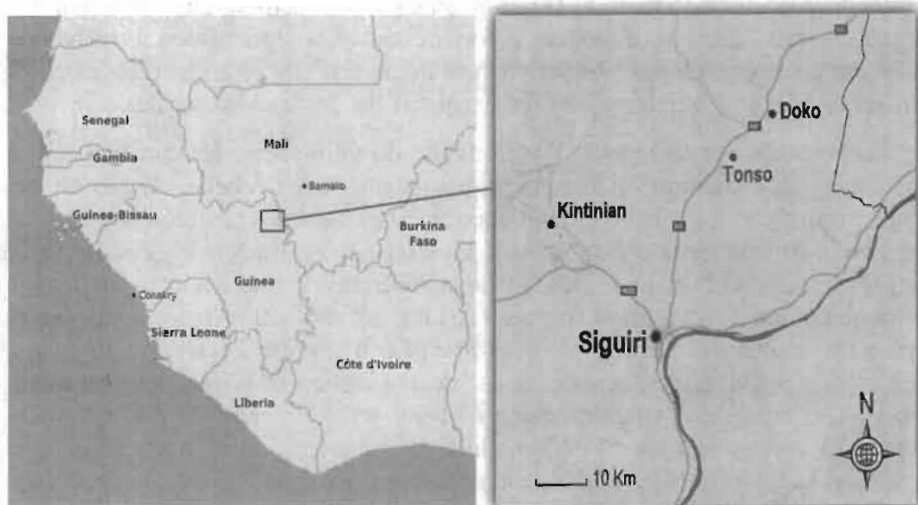 Senegal
Gambia
Guinea-Bissau
Mali
Bamako
Burkina
Faso
Guinea
Conakry
Sierra Leone
Côte d'Ivoire
Liberia
Doko
Tonso
Kintinian
Siguiri
N
10 Km